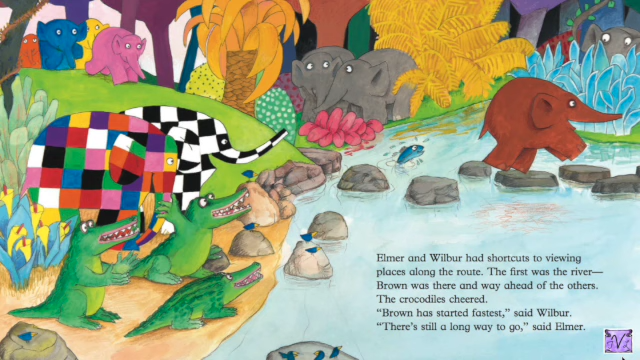 Elmer and Wilbur had shortcuts to viewing
places along the route. The first was the river—
Brown was there and way ahead of the others.
The crocodiles cheered.
“Brown has started fastest,” said Wilbur.
“There’s still a long way to go,” said Elmer.